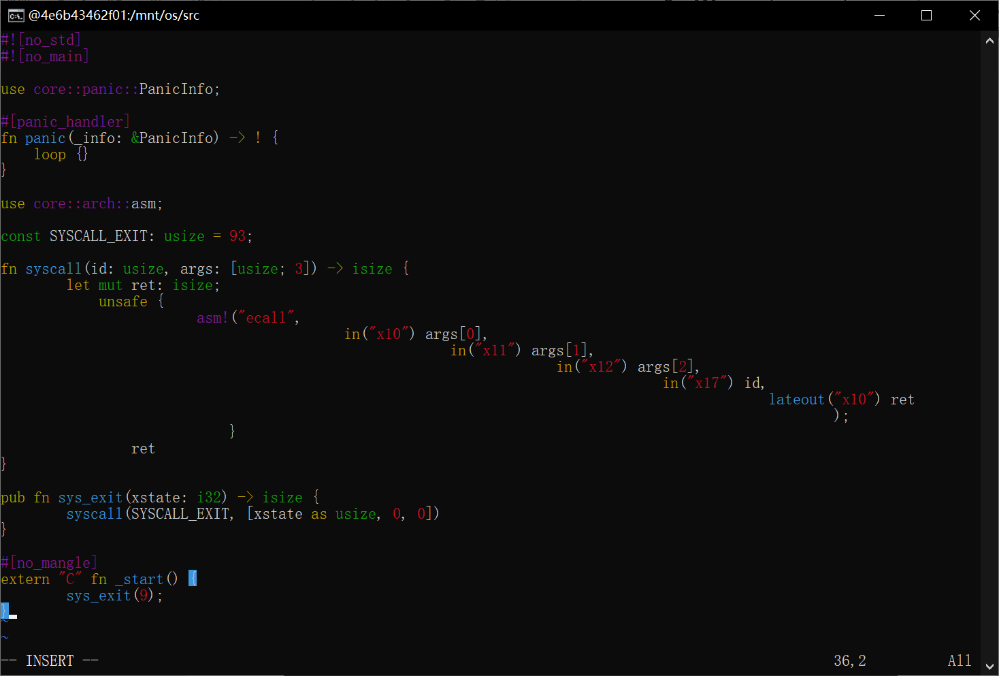 @4e6b43462f01:/mnt/os/src
#![no_std]
#![no_main]
use core::panic::PanicInfo;
#[panic_handler]
fn panic(_info: &PanicInfo) -> ! {
    loop {}
}
use core::arch::asm;
const SYSCALL_EXIT: usize = 93;
fn syscall(id: usize, args: [usize; 3]) -> isize {
        let mut ret: isize;
            unsafe {
                        asm!("ecall",
                                          in("x10") args[0],
                                                       in("x11") args[1],
                                                                    in("x12") args[2],
                                                                                 in("x17") id,
                                                                                              lateout("x10") ret
                                                                                                      );
                            }
                ret
}
pub fn sys_exit(xstate: i32) -> isize {
        syscall(SYSCALL_EXIT, [xstate as usize, 0, 0])
}
#[no_mangle]
extern "C" fn _start() {
        sys_exit(9);
}
~
~
-- INSERT -- 36,2 All